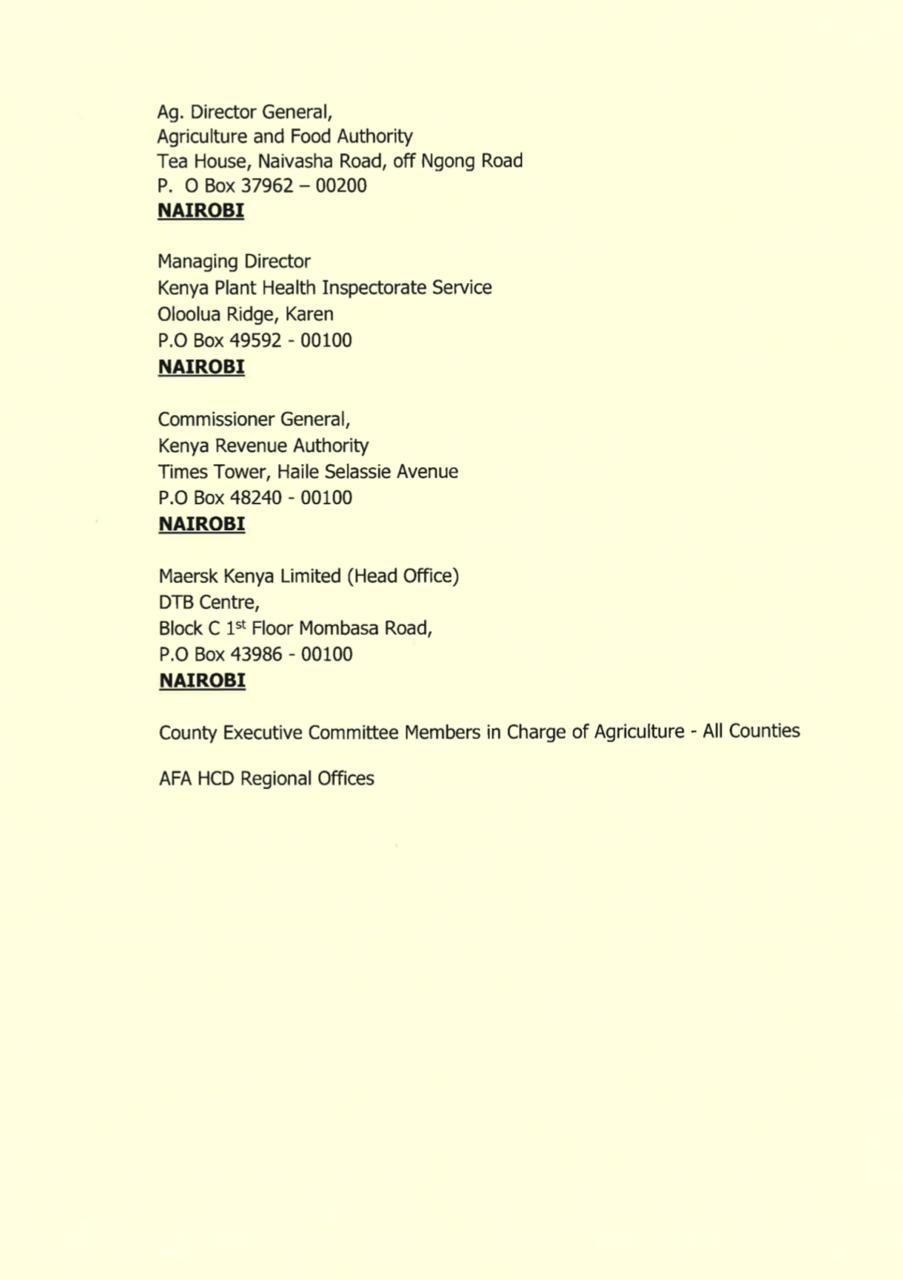 Ag. Director General,
Agriculture and Food Authority
Tea House, Naivasha Road, off Ngong Road
P. O Box 37962 – 00200
NAIROBI
Managing Director
Kenya Plant Health Inspectorate Service
Oloolua Ridge, Karen
P.O Box 49592 - 00100
NAIROBI
Commissioner General,
Kenya Revenue Authority
Times Tower, Haile Selassie Avenue
P.O Box 48240 - 00100
NAIROBI
Maersk Kenya Limited (Head Office)
DTB Centre,
Block C 1st Floor Mombasa Road,
P.O Box 43986 - 00100
NAIROBI
County Executive Committee Members in Charge of Agriculture - All Counties
AFA HCD Regional Offices